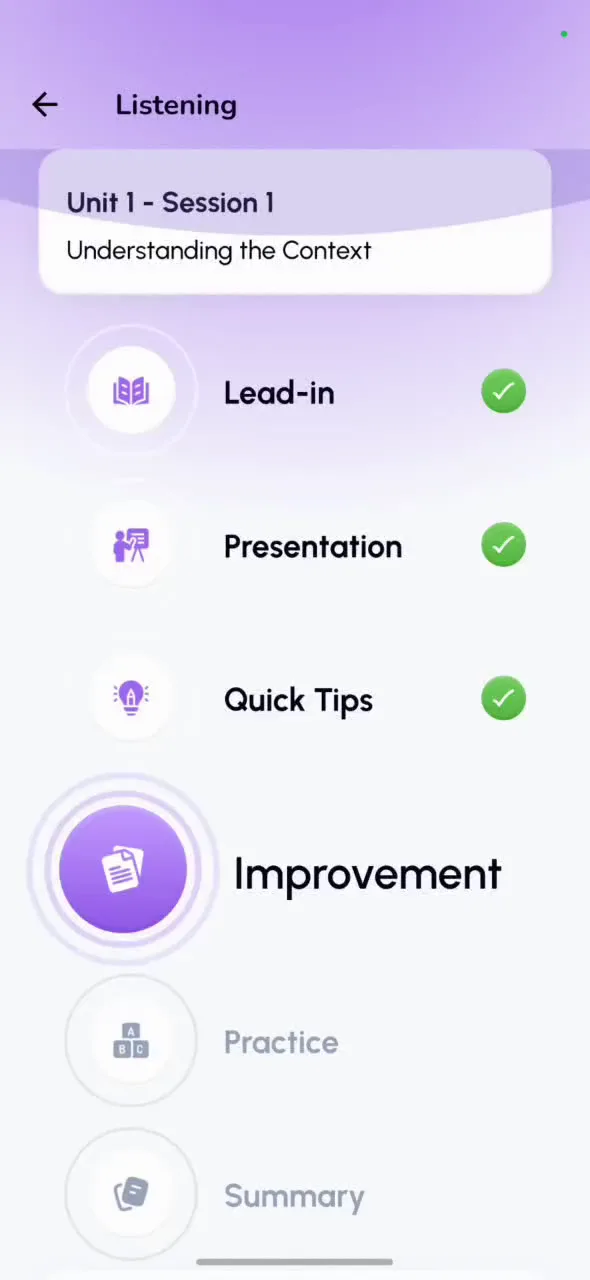 Listening
Unit 1 - Session 1
Understanding the Context
Lead-in
Presentation
Quick Tips
Improvement
A
B C
Practice
Summary